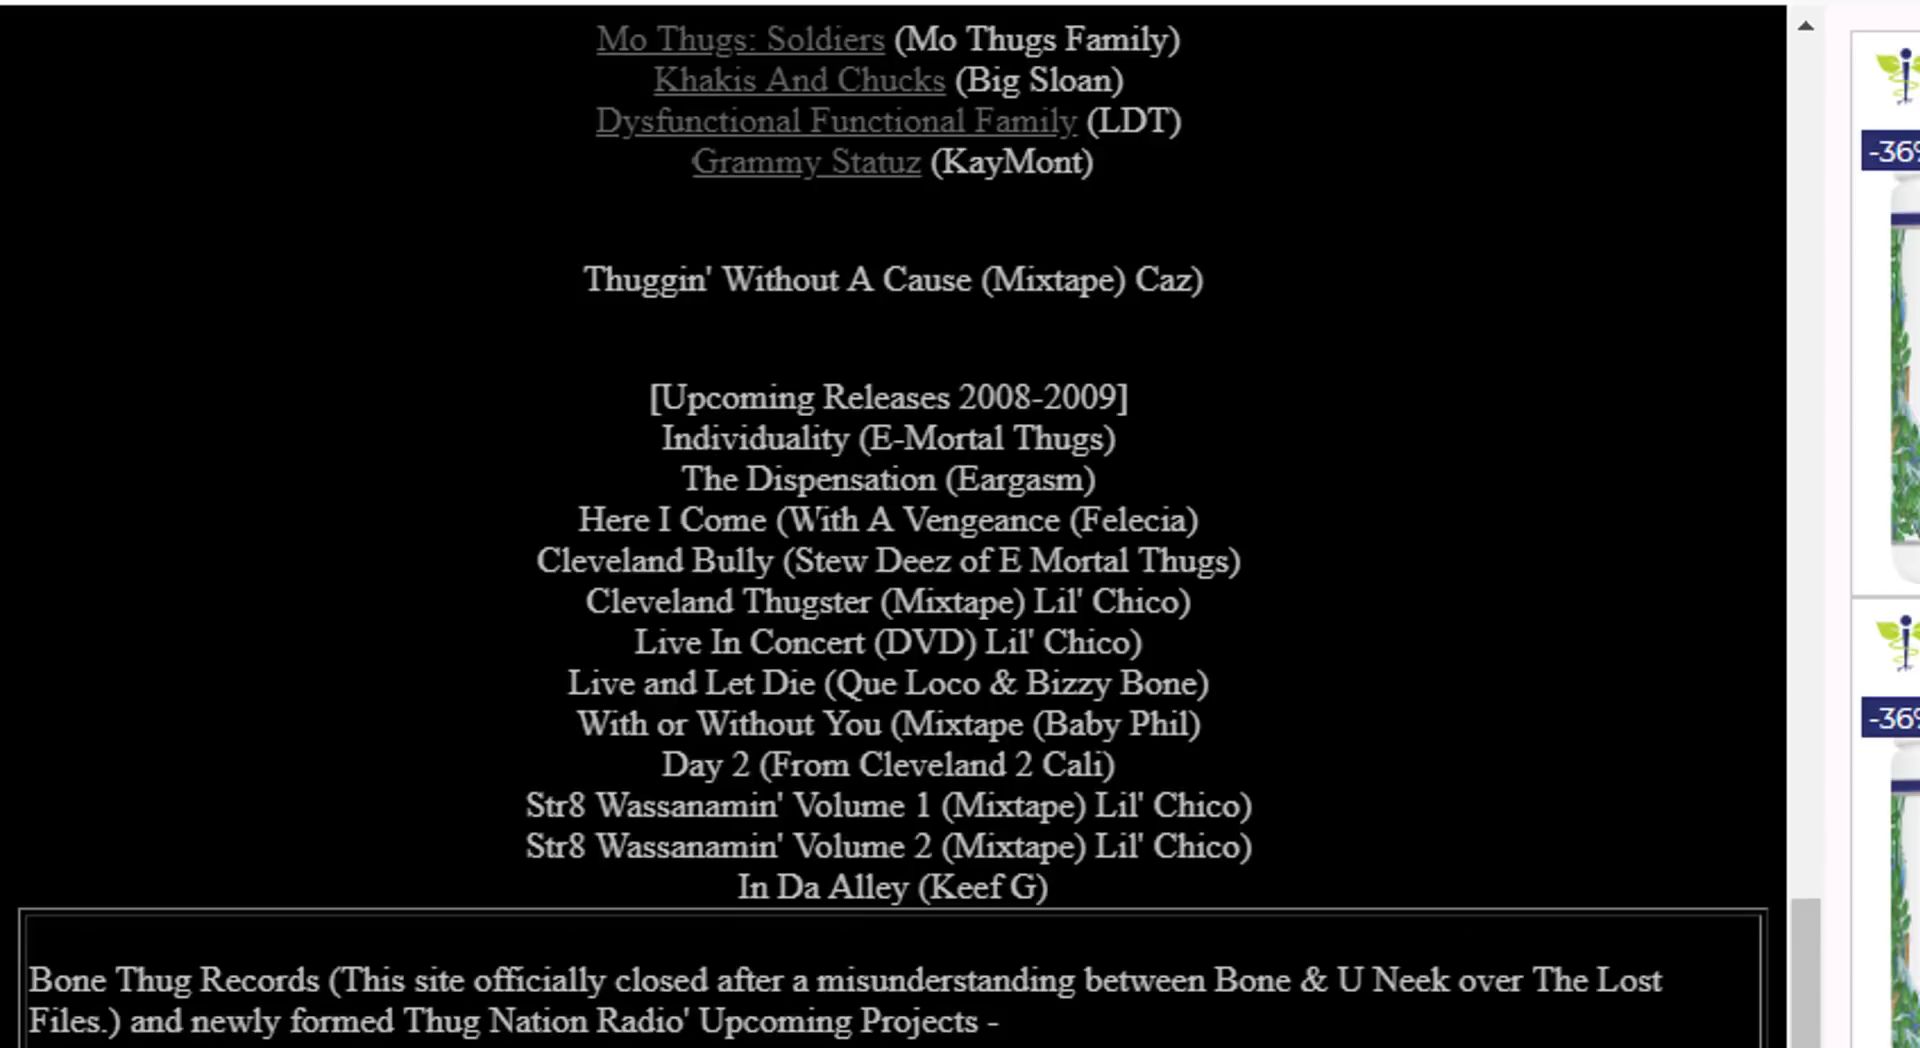 Mo Thugs: Soldiers (Mo Thugs Family)
Khakis And Chucks (Big Sloan)
Dysfunctional Functional Family (LDT)
Grammy Statuz (KayMont)
Thuggin' Without A Cause (Mixtape) Caz)
[Upcoming Releases 2008-2009]
Individuality (E-Mortal Thugs)
The Dispensation (Eargasm)
Here I Come (With A Vengeance (Felecia)
Cleveland Bully (Stew Deez of E Mortal Thugs)
Cleveland Thugster (Mixtape) Lil' Chico)
Live In Concert (DVD) Lil' Chico)
Live and Let Die (Que Loco & Bizzy Bone)
With or Without You (Mixtape (Baby Phil)
Day 2 (From Cleveland 2 Cali)
Str8 Wassanamin' Volume 1 (Mixtape) Lil' Chico)
Str8 Wassanamin' Volume 2 (Mixtape) Lil' Chico)
In Da Alley (Keef G)
Bone Thug Records (This site officially closed after a misunderstanding between Bone & U Neek over The Lost
Files.) and newly formed Thug Nation Radio' Upcoming Projects -
-36%
-36%